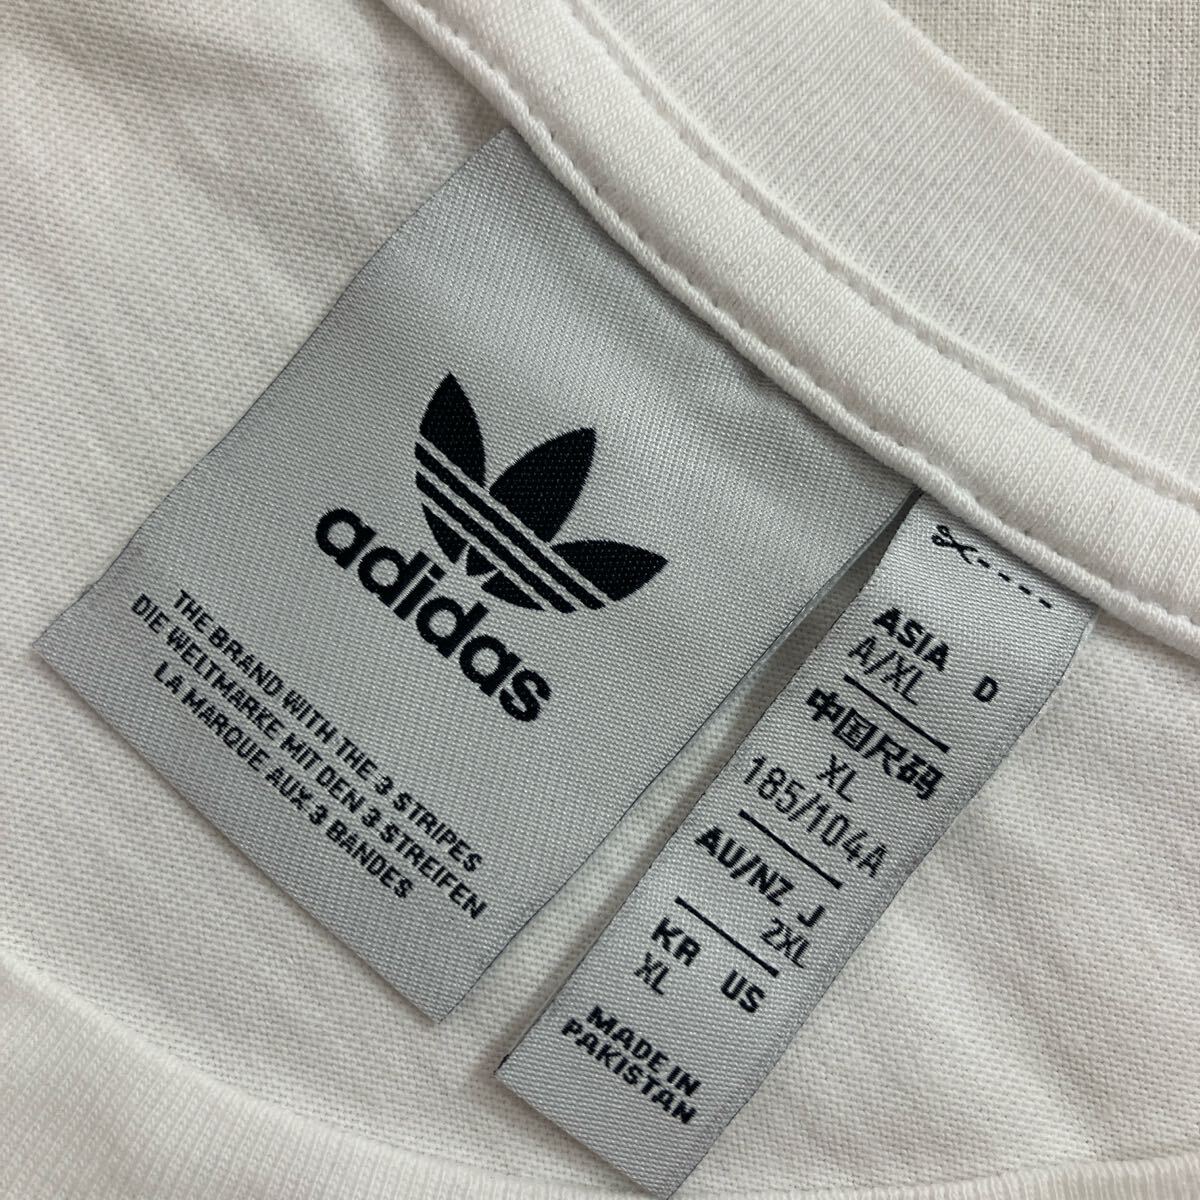 adidas
THE BRAND WITH THE 3 STRIPES
DIE WELTMARKE MIT DEN 3 STREIFEN
LA MARQUE AUX 3 BANDES
ASIA D
A/XL
中国尺码
XL
185/104A
AU/NZ J
2XL
KR US
XL
MADE IN
PAKISTAN